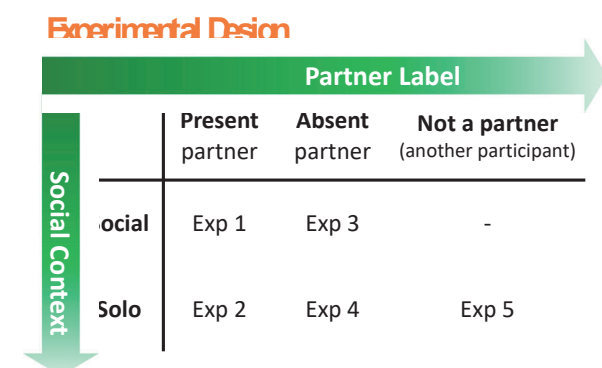 Experimental Design
Partner Label
Present Absent Not a partner
partner partner (another participant)
Social Context
ocial Exp 1 Exp 3 -
Solo Exp 2 Exp 4 Exp 5